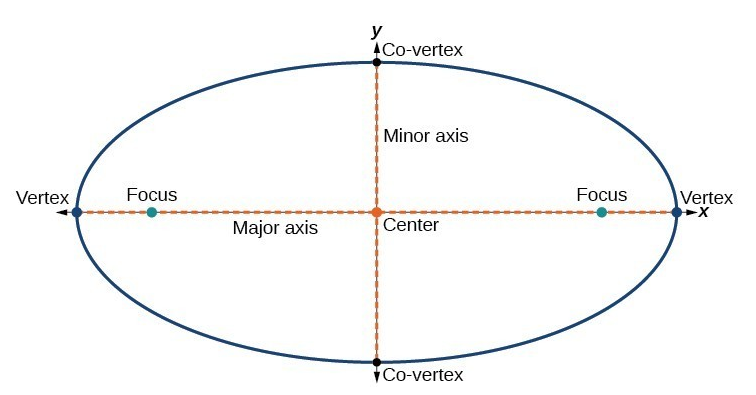 y
Co-vertex
Minor axis
Vertex
Focus
Focus
Vertex
x
Major axis
Center
Co-vertex